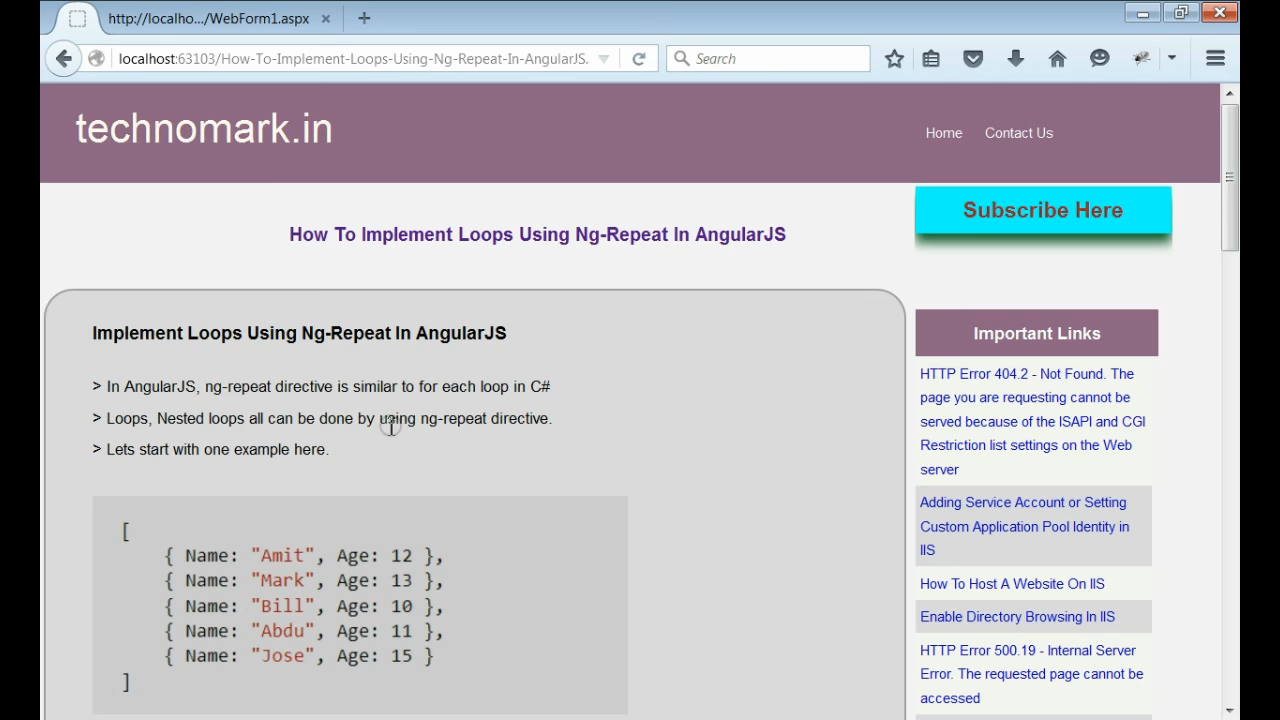 http://localho.../WebForm1.aspx
localhost:63103/How-To-Implement-Loops-Using-Ng-Repeat-In-AngularJS.
Search
technomark.in
Home
Contact Us
How To Implement Loops Using Ng-Repeat In AngularJS
Subscribe Here
Implement Loops Using Ng-Repeat In AngularJS
> In AngularJS, ng-repeat directive is similar to for each loop in C#
> Loops, Nested loops all can be done by using ng-repeat directive.
> Lets start with one example here.
[
{ Name: "Amit", Age: 12 },
{ Name: "Mark", Age: 13 },
{ Name: "Bill", Age: 10 },
{ Name: "Abdu", Age: 11 },
{ Name: "Jose", Age: 15 }
]
Important Links
HTTP Error 404.2 - Not Found. The
page you are requesting cannot be
served because of the ISAPI and CGI
Restriction list settings on the Web
server
Adding Service Account or Setting
Custom Application Pool Identity in
IIS
How To Host A Website On IIS
Enable Directory Browsing In IIS
HTTP Error 500.19 - Internal Server
Error. The requested page cannot be
accessed